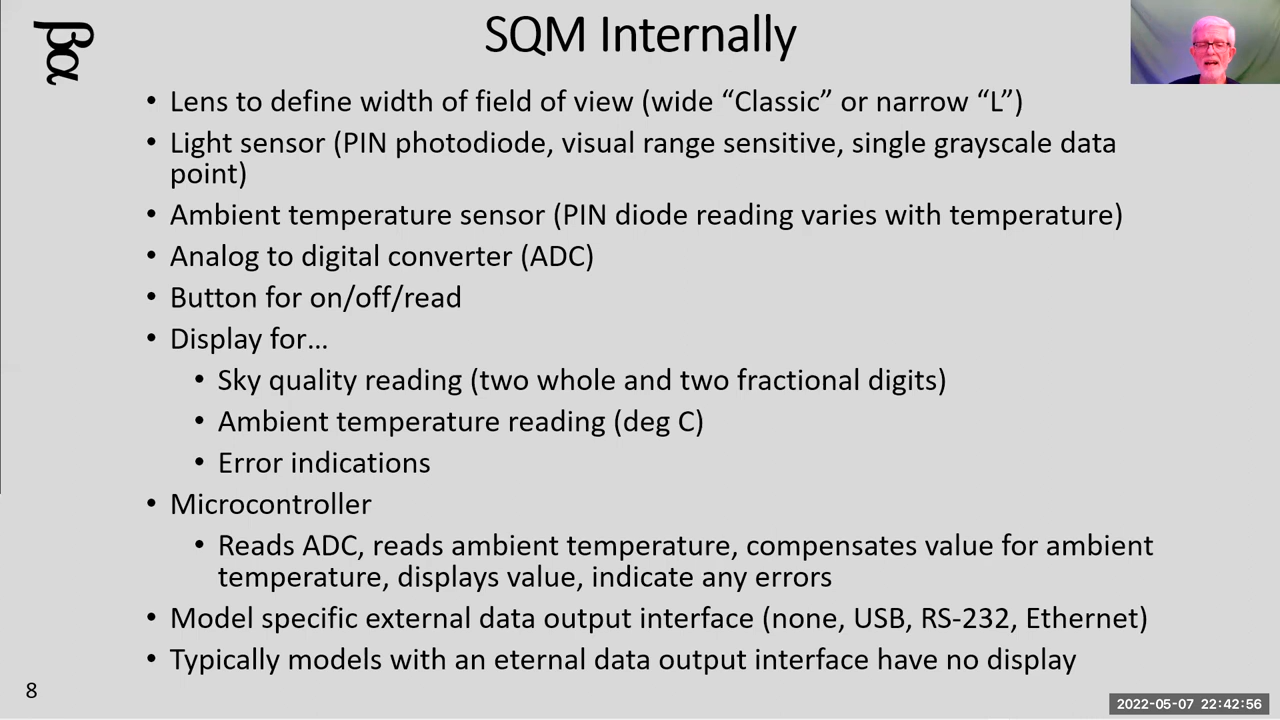 βα
SQM Internally
• Lens to define width of field of view (wide “Classic” or narrow “L”)
• Light sensor (PIN photodiode, visual range sensitive, single grayscale data
point)
• Ambient temperature sensor (PIN diode reading varies with temperature)
• Analog to digital converter (ADC)
• Button for on/off/read
• Display for…
• Sky quality reading (two whole and two fractional digits)
• Ambient temperature reading (deg C)
• Error indications
• Microcontroller
• Reads ADC, reads ambient temperature, compensates value for ambient
temperature, displays value, indicate any errors
• Model specific external data output interface (none, USB, RS-232, Ethernet)
• Typically models with an eternal data output interface have no display
8
2022-05-07 22:42:56